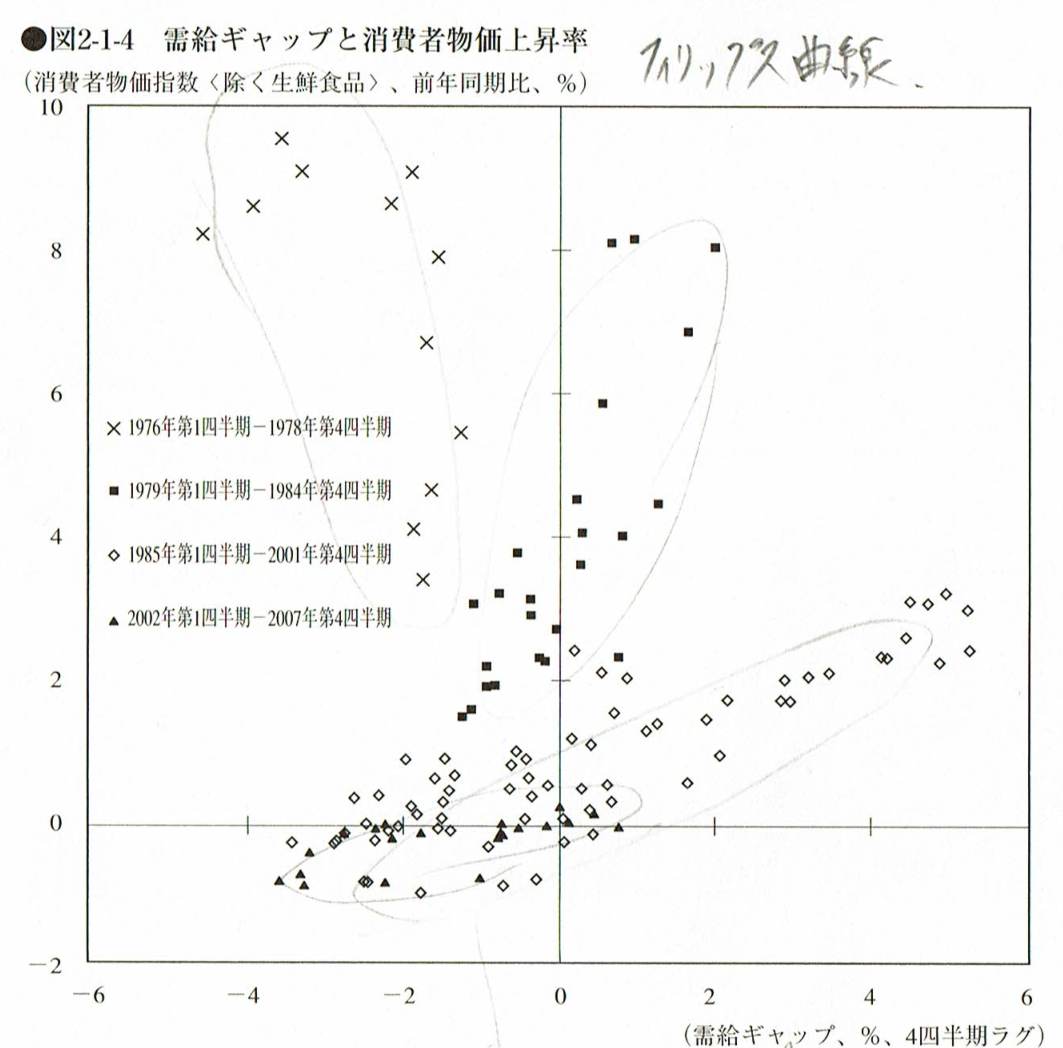 ●図2-1-4　需給ギャップと消費者物価上昇率
フィリップス曲線、
（消費者物価指数〈除く生鮮食品〉、前年同期比、%）
10
8
6
4
2
0
−2
× 1976年第1四半期－1978年第4四半期
■ 1979年第1四半期－1984年第4四半期
◇ 1985年第1四半期－2001年第4四半期
▲ 2002年第1四半期－2007年第4四半期
−6 −4 −2 0 2 4 6
（需給ギャップ、%、4四半期ラグ）